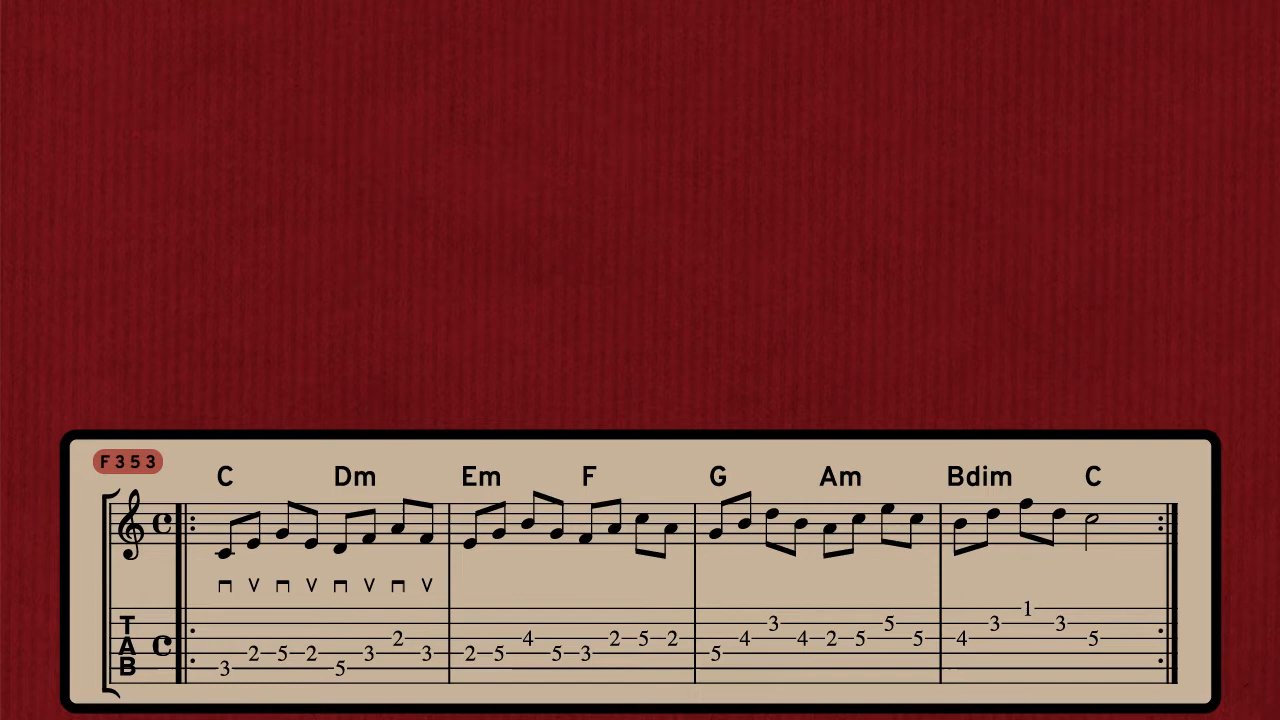 F 3 5 3
C Dm Em F G Am Bdim C
T
A
B
1
3 5 3 3
2 4 2 5 2 4 4 2 5 5 4 5
2 5 2 3 3 2 5 5 3 5
3 5